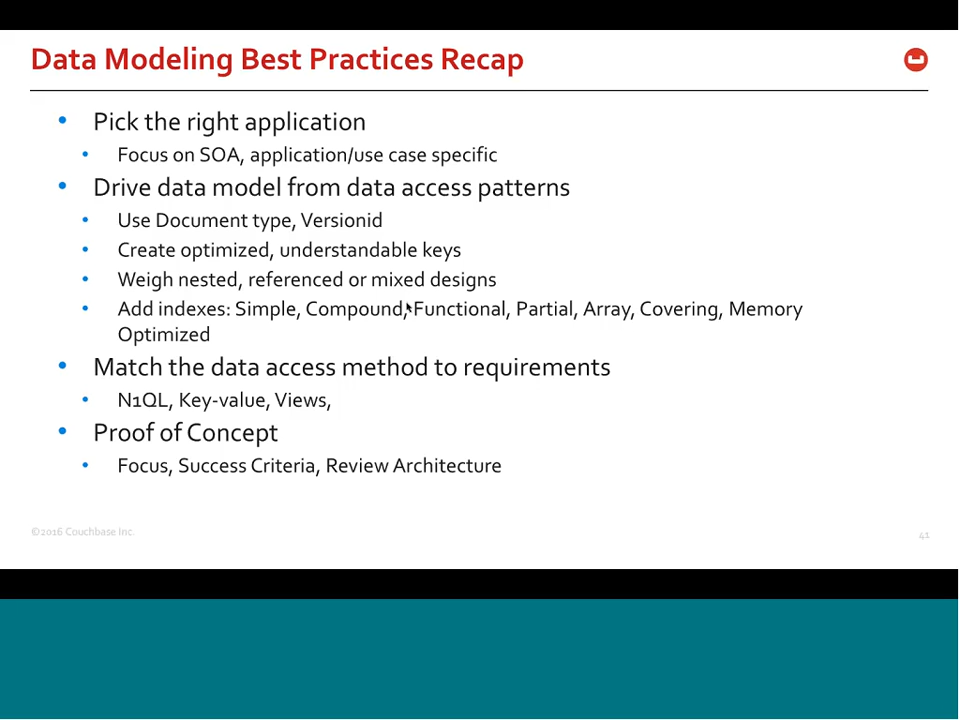 Data Modeling Best Practices Recap
• Pick the right application
• Focus on SOA, application/use case specific
• Drive data model from data access patterns
• Use Document type, Versionid
• Create optimized, understandable keys
• Weigh nested, referenced or mixed designs
• Add indexes: Simple, Compound, Functional, Partial, Array, Covering, Memory
Optimized
• Match the data access method to requirements
• N1QL, Key-value, Views,
• Proof of Concept
• Focus, Success Criteria, Review Architecture
©2016 Couchbase Inc.
41